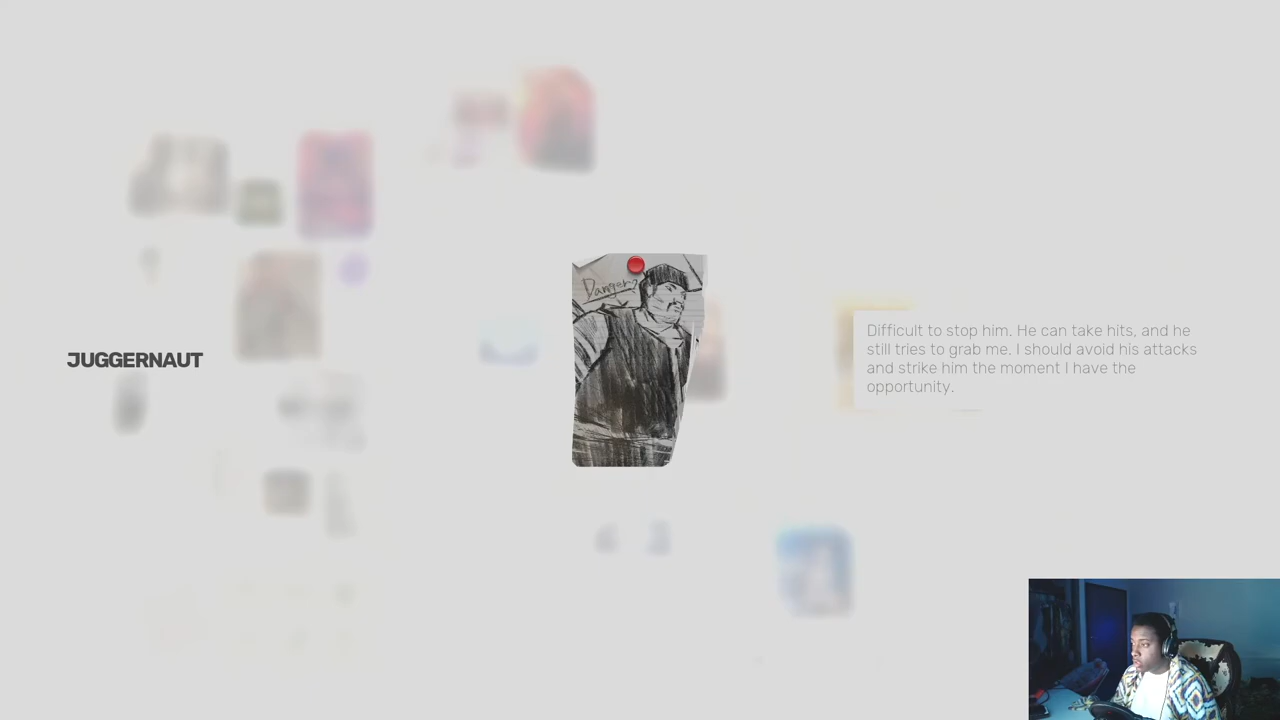 Danger?
JUGGERNAUT
Difficult to stop him. He can take hits, and he
still tries to grab me. I should avoid his attacks
and strike him the moment I have the
opportunity.